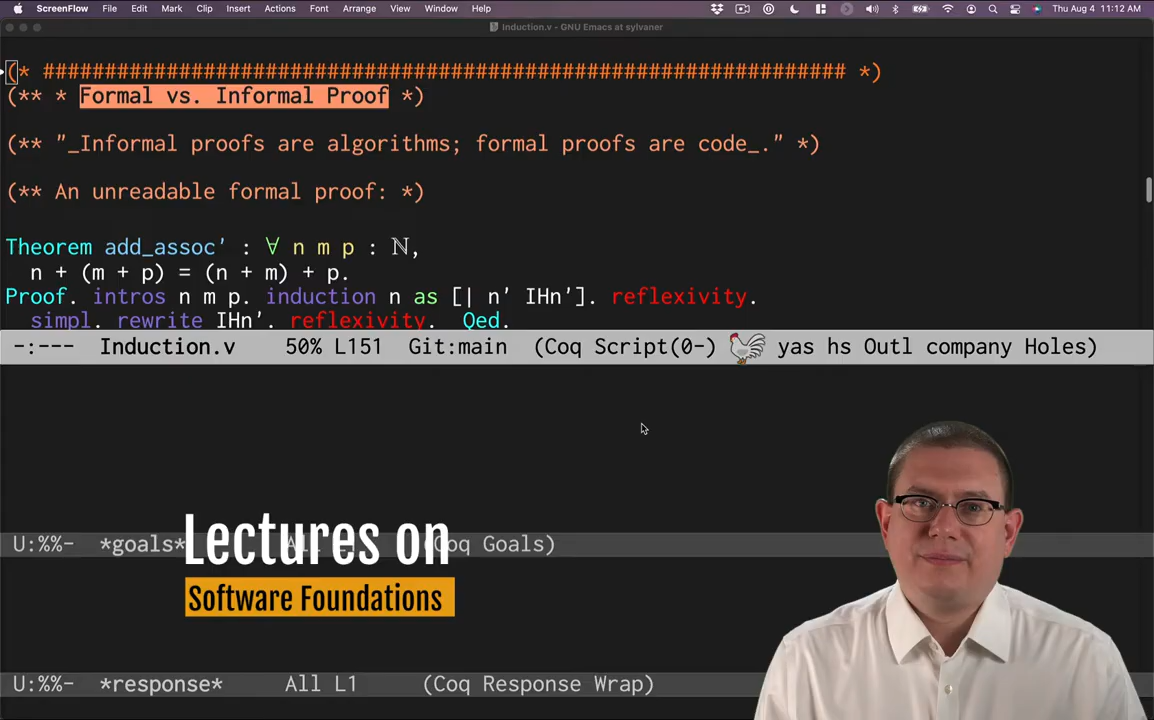 ScreenFlow File Edit Mark Clip Insert Actions Font Arrange View Window Help Thu Aug 4 11:12 AM
Induction.v – GNU Emacs at sylvaner
(* ################################################################# *)
(** * Formal vs. Informal Proof *)
(** "_Informal proofs are algorithms; formal proofs are code_." *)
(** An unreadable formal proof: *)
Theorem add_assoc' : ∀ n m p : ℕ,
n + (m + p) = (n + m) + p.
Proof. intros n m p. induction n as [| n' IHn']. reflexivity.
simpl. rewrite IHn'. reflexivity. Qed.
-:--- Induction.v 50% L151 Git:main (Coq Script(0-) yas hs Outl company Holes)
Lectures on
U:%%- *goals* All (Coq Goals)
Software Foundations
U:%%- *response* All L1 (Coq Response Wrap)